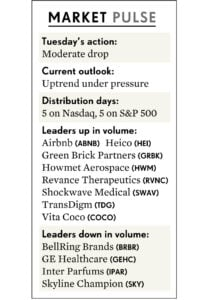 MARKET PULSE
Tuesday's action:
Moderate drop
Current outlook:
Uptrend under pressure
Distribution days:
5 on Nasdaq, 5 on S&P 500
Leaders up in volume:
Airbnb (ABNB) Heico (HEI)
Green Brick Partners (GRBK)
Howmet Aerospace (HWM)
Revance Therapeutics (RVNC)
Shockwave Medical (SWAV)
TransDigm (TDG)
Vita Coco (COCO)
Leaders down in volume:
BellRing Brands (BRBR)
GE Healthcare (GEHC)
Inter Parfums (IPAR)
Skyline Champion (SKY)